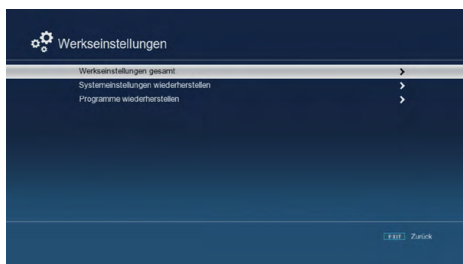 Werkseinstellungen
Werkseinstellungen gesamt
Systemeinstellungen wiederherstellen
Programme wiederherstellen
EXIT Zurück